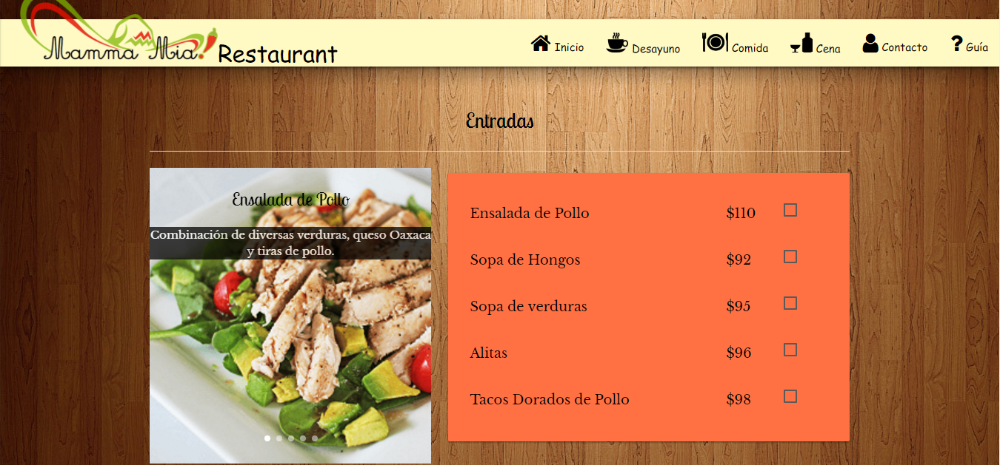 Mamma Mia! Restaurant
Inicio Desayuno Comida Cena Contacto ? Guía
Entradas
Ensalada de Pollo
Combinación de diversas verduras, queso Oaxaca
y tiras de pollo.
Ensalada de Pollo $110
Sopa de Hongos $92
Sopa de verduras $95
Alitas $96
Tacos Dorados de Pollo $98